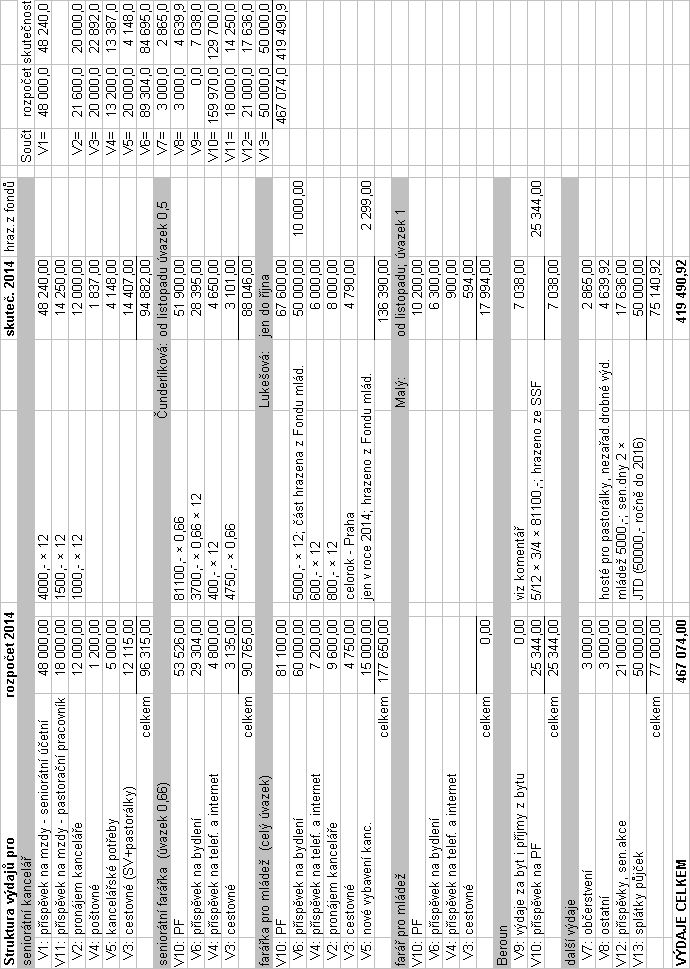 Struktura výdajů pro rozpočet 2014 skuteč. 2014 hraz. z fondů
seniorátní kancelář
V1: příspěvek na mzdy - seniorátní účetní 48 000,00 4000,- × 12 48 240,00
V11: příspěvek na mzdy - pastorační pracovník 18 000,00 1500,- × 12 14 250,00
V2: pronájem kanceláře 12 000,00 1000,- × 12 12 000,00
V4: poštovné 1 200,00 1 837,00
V5: kancelářské potřeby 5 000,00 4 148,00
V3: cestovné (SV+pastorálky) 12 115,00 14 407,00
celkem 96 315,00 94 882,00
seniorátní farářka (úvazek 0,66) Čunderlíková: od listopadu úvazek 0,5
V10: PF 53 526,00 81100,- × 0,66 51 900,00
V6: příspěvek na bydlení 29 304,00 3700,- × 0,66 × 12 28 395,00
V4: příspěvek na telef. a internet 4 800,00 400,- × 12 4 650,00
V3: cestovné 3 135,00 4750,- × 0,66 3 101,00
celkem 90 765,00 88 046,00
farářka pro mládež (celý úvazek) Lukešová: jen do října
V10: PF 81 100,00 67 600,00
V6: příspěvek na bydlení 60 000,00 5000,- × 12; část hrazena z Fondu mlád. 50 000,00 10 000,00
V4: příspěvek na telef. a internet 7 200,00 600,- × 12 6 000,00
V2: pronájem kanceláře 9 600,00 800,- × 12 8 000,00
V3: cestovné 4 750,00 celorok - Praha 4 790,00
V5: nové vybavení kanc. 15 000,00 jen v roce 2014; hrazeno z Fondu mlád. 2 299,00
celkem 177 650,00 136 390,00
farář pro mládež Malý: od listopadu; úvazek 1
V10: PF 10 200,00
V6: příspěvek na bydlení 6 300,00
V4: příspěvek na telef. a internet 900,00
V3: cestovné 594,00
celkem 0,00 17 994,00
Beroun
V9: výdaje za byt i příjmy z bytu 0,00 viz komentář 7 038,00
V10: příspěvek na PF 25 344,00 5/12 × 3/4 × 81100,-; hrazeno ze SSF 25 344,00
celkem 25 344,00 7 038,00
další výdaje
V7: občerstvení 3 000,00 2 865,00
V8: ostatní 3 000,00 hosté pro pastorálky, nezařad.drobné výd. 4 639,92
V12: příspěvky, sen.akce 21 000,00 mládež 5000,-; sen.dny 2 × 17 636,00
V13: splátky půjček 50 000,00 JTD (50000,- ročně do 2016) 50 000,00
celkem 77 000,00 75 140,92
VÝDAJE CELKEM 467 074,00 419 490,92
Součt rozpočet skutečnost
V1= 48 000,0 48 240,0
V2= 21 600,0 20 000,0
V3= 20 000,0 22 892,0
V4= 13 200,0 13 387,0
V5= 20 000,0 4 148,0
V6= 89 304,0 84 695,0
V7= 3 000,0 2 865,0
V8= 3 000,0 4 639,9
V9= 0,0 7 038,0
V10= 159 970,0 129 700,0
V11= 18 000,0 14 250,0
V12= 21 000,0 17 636,0
V13= 50 000,0 50 000,0
467 074,0 419 490,9